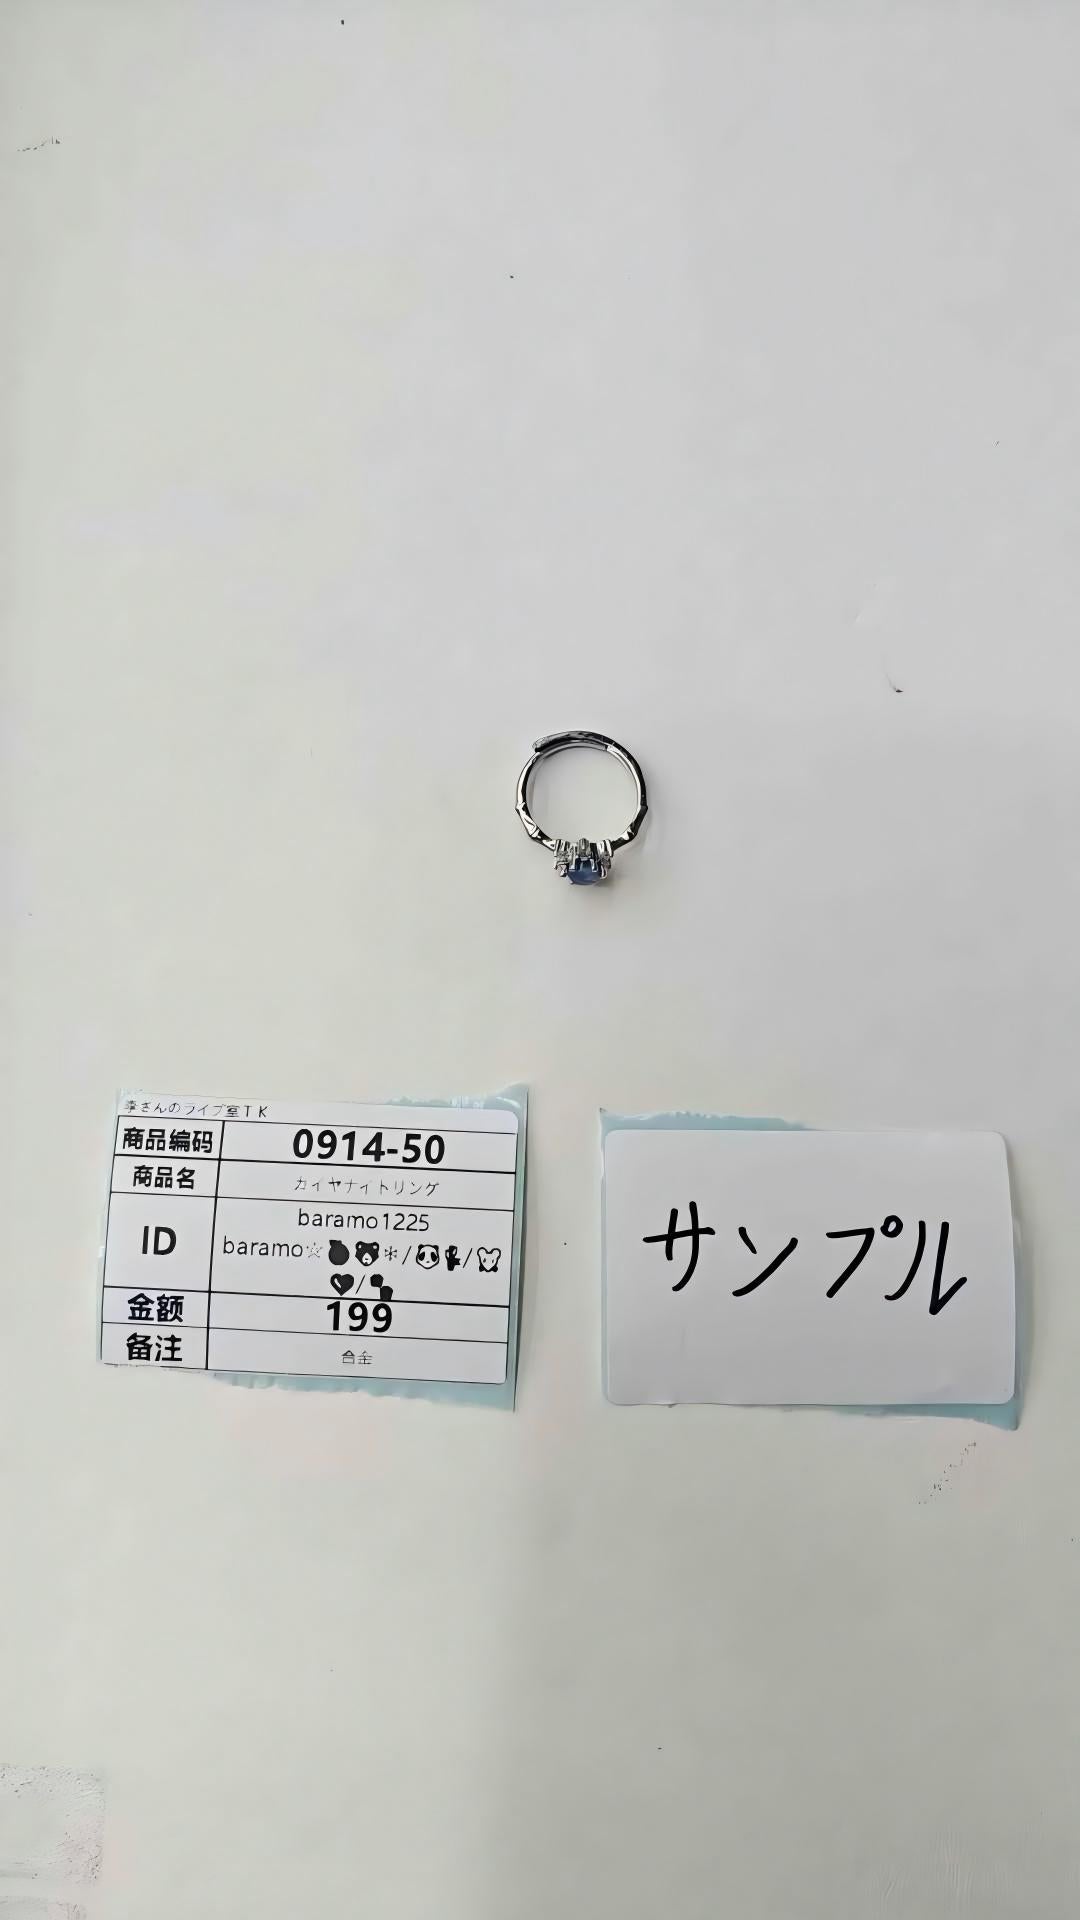 李さんのライブ室TK
商品编码 0914-50
商品名 カイヤナイトリング
ID baramo1225
baramo☆🍎🐻❄/🐼/🐭
🖤/
金额 199
备注 合金
サンプル